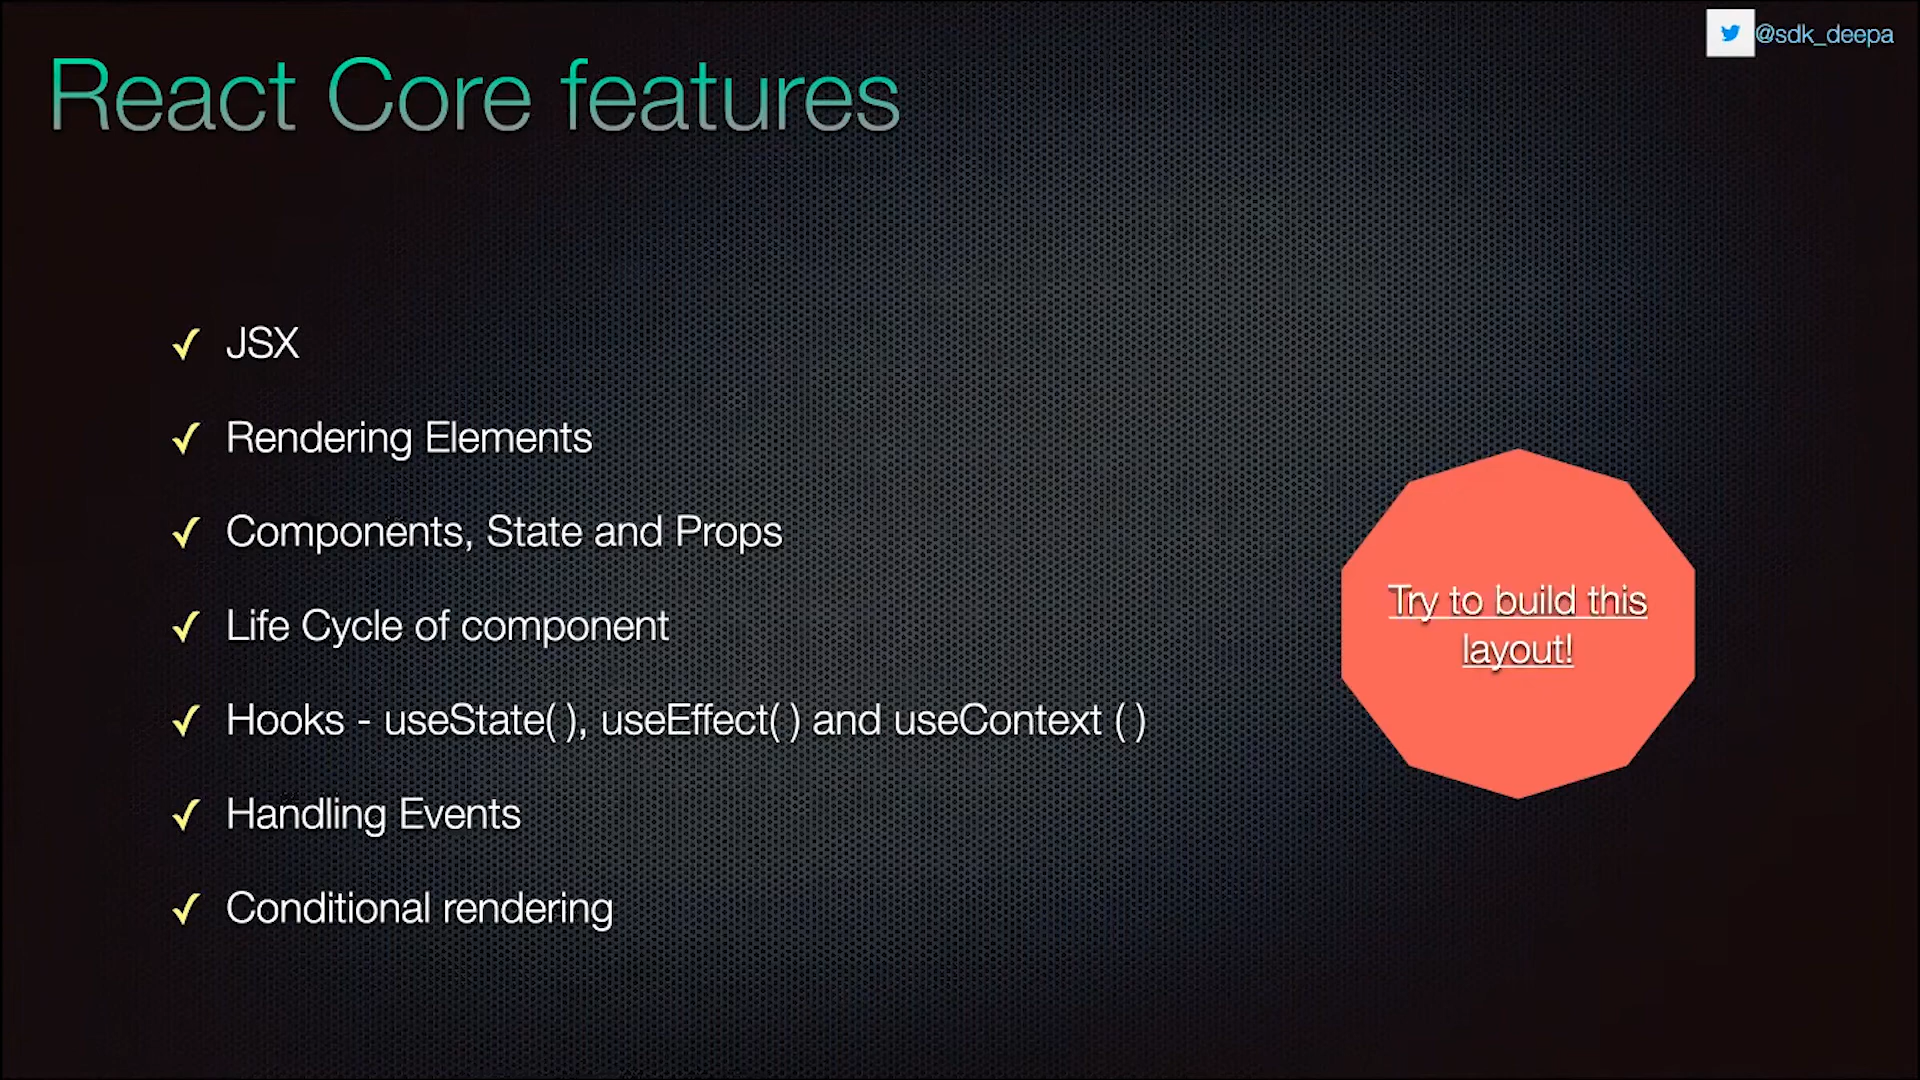 @sdk_deepa
React Core features
✓ JSX
✓ Rendering Elements
✓ Components, State and Props
✓ Life Cycle of component
✓ Hooks - useState( ), useEffect( ) and useContext ( )
✓ Handling Events
✓ Conditional rendering
Try to build this
layout!